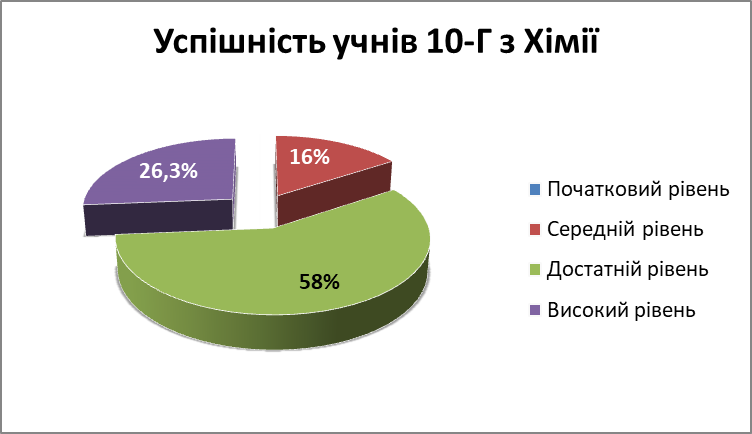 Успішність учнів 10-Г з Хімії
26,3%
16%
58%
Початковий рівень
Середній рівень
Достатній рівень
Високий рівень